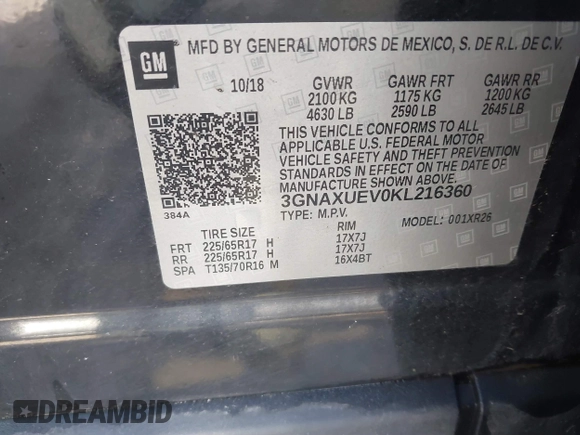 GM
MFD BY GENERAL MOTORS DE MEXICO, S. DE R.L. DE C.V.
10/18 GVWR GAWR FRT GAWR RR
2100 KG 1175 KG 1200 KG
4630 LB 2590 LB 2645 LB
THIS VEHICLE CONFORMS TO ALL
APPLICABLE U.S. FEDERAL MOTOR
VEHICLE SAFETY AND THEFT PREVENTION
STANDARDS IN EFFECT ON THE DATE OF
MANUFACTURE SHOWN ABOVE.
3GNAXUEV0KL216360
384A
TYPE: M.P.V. MODEL: 001XR26
TIRE SIZE RIM
FRT 225/65R17 H 17X7J
RR 225/65R17 H 17X7J
SPA T135/70R16 M 16X4BT
DREAMBID